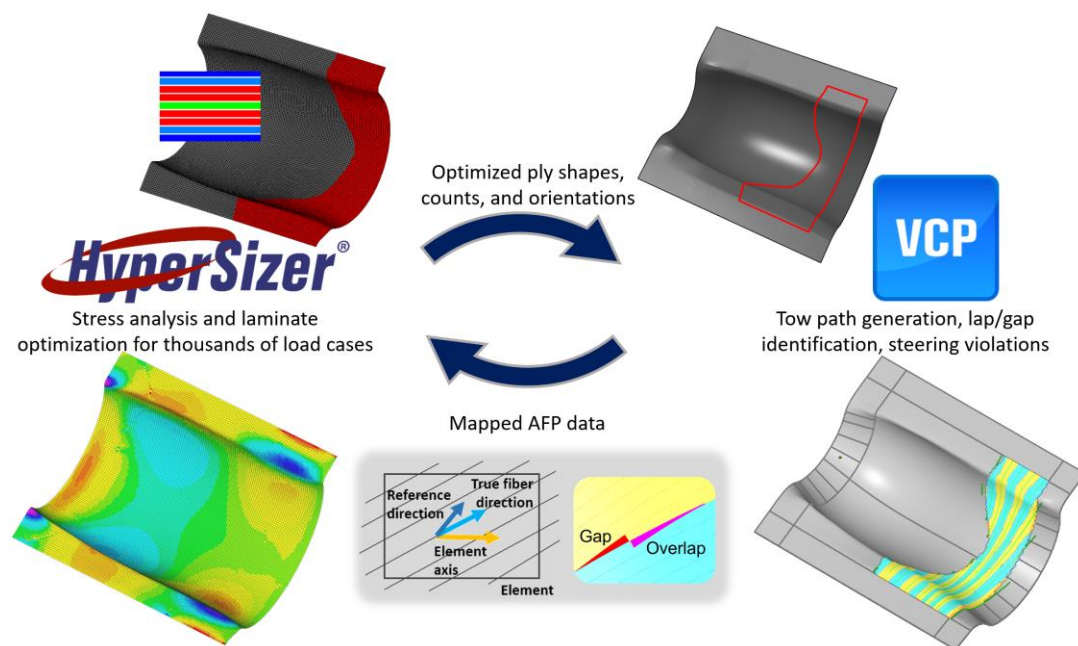 Optimized ply shapes,
counts, and orientations
HyperSizer®
VCP
Stress analysis and laminate
optimization for thousands of load cases
Tow path generation, lap/gap
identification, steering violations
Mapped AFP data
Reference
direction
True fiber
direction
Element
axis
Element
Gap
Overlap